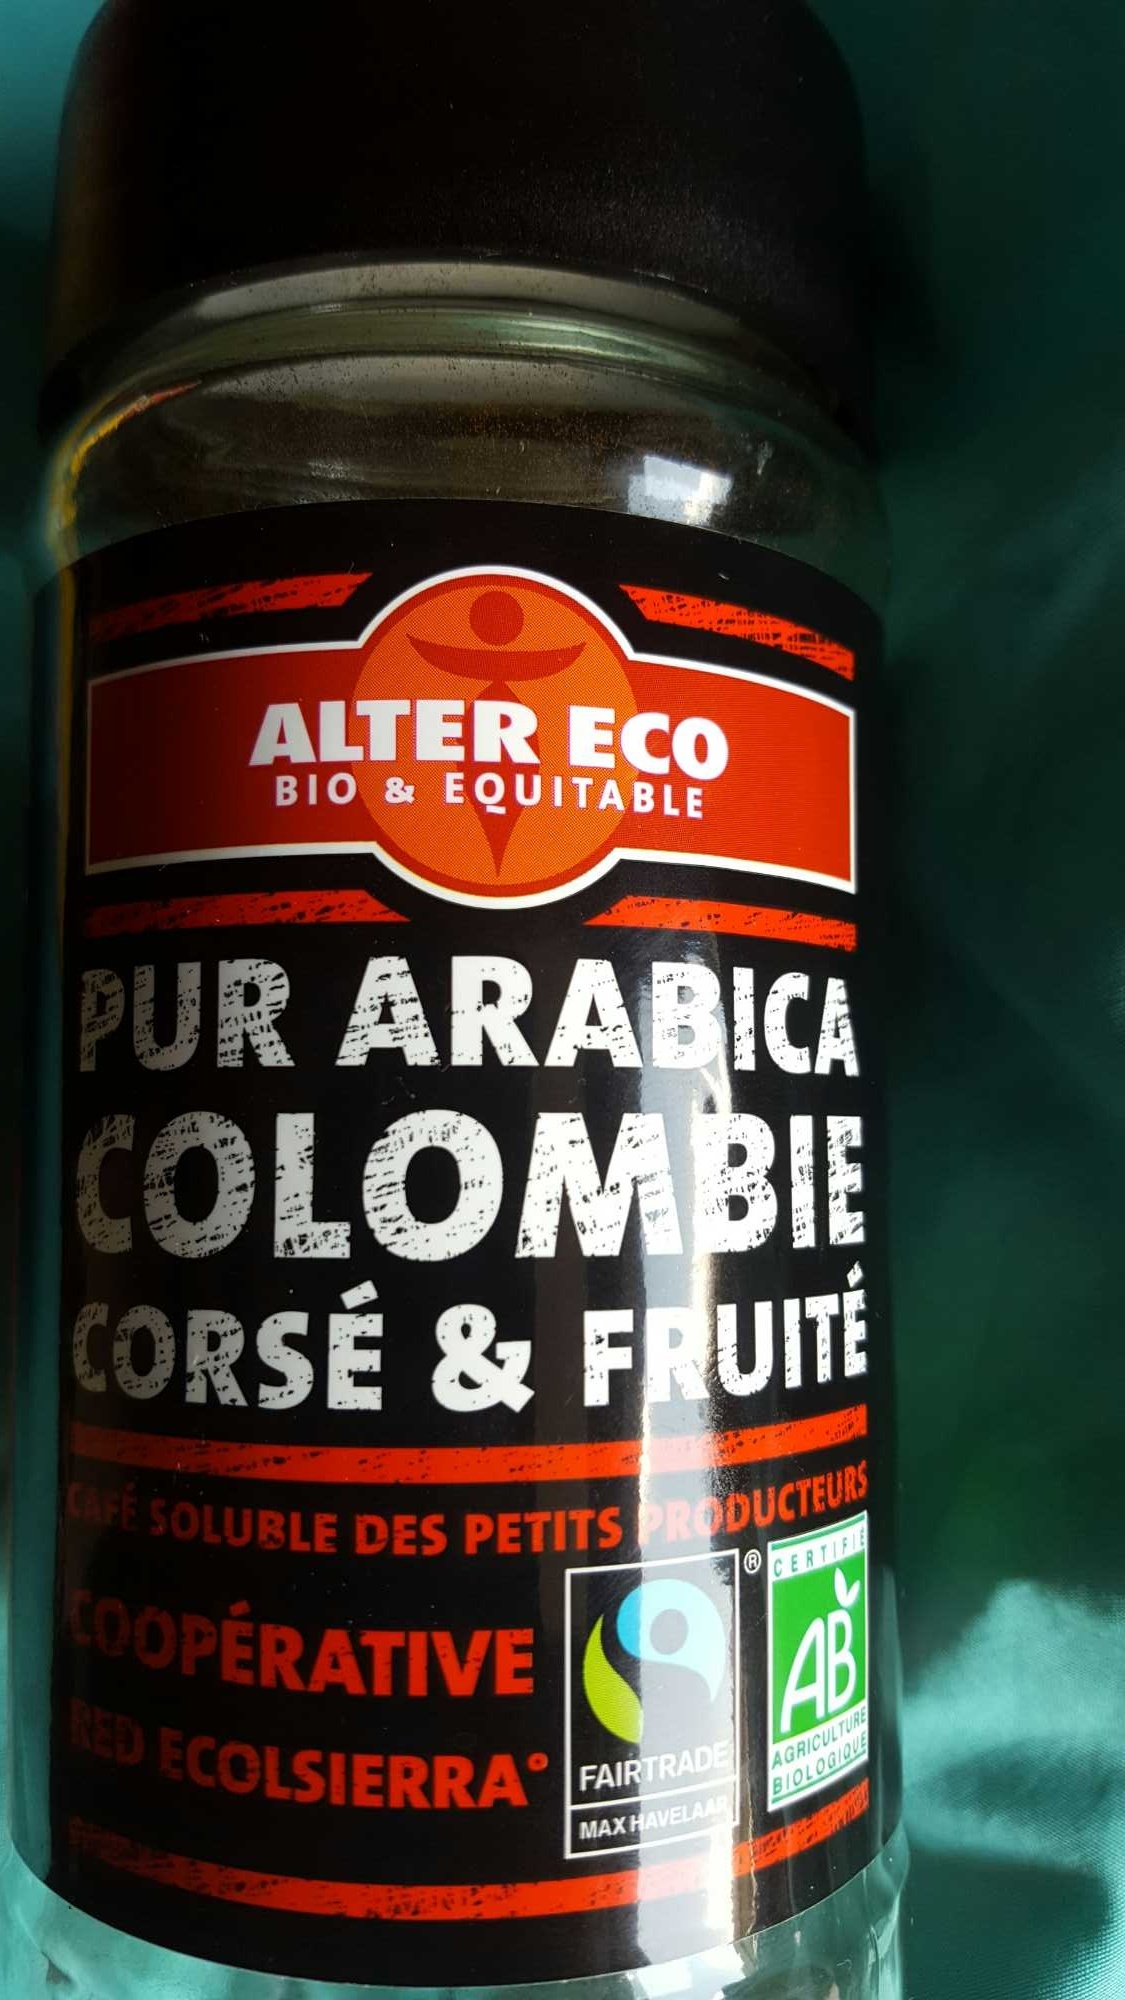 ALTER ECO
BIO & EQUITABLE
PUR ARABICA
COLOMBIE
CORSÉ & FRUITÉ
CAFÉ SOLUBLE DES PETITS PRODUCTEURS
COOPÉRATIVE
RED ECOLSIERRA°
®
FAIRTRADE
MAX HAVELAAR
CERTIFIÉ
AB
AGRICULTURE
BIOLOGIQUE